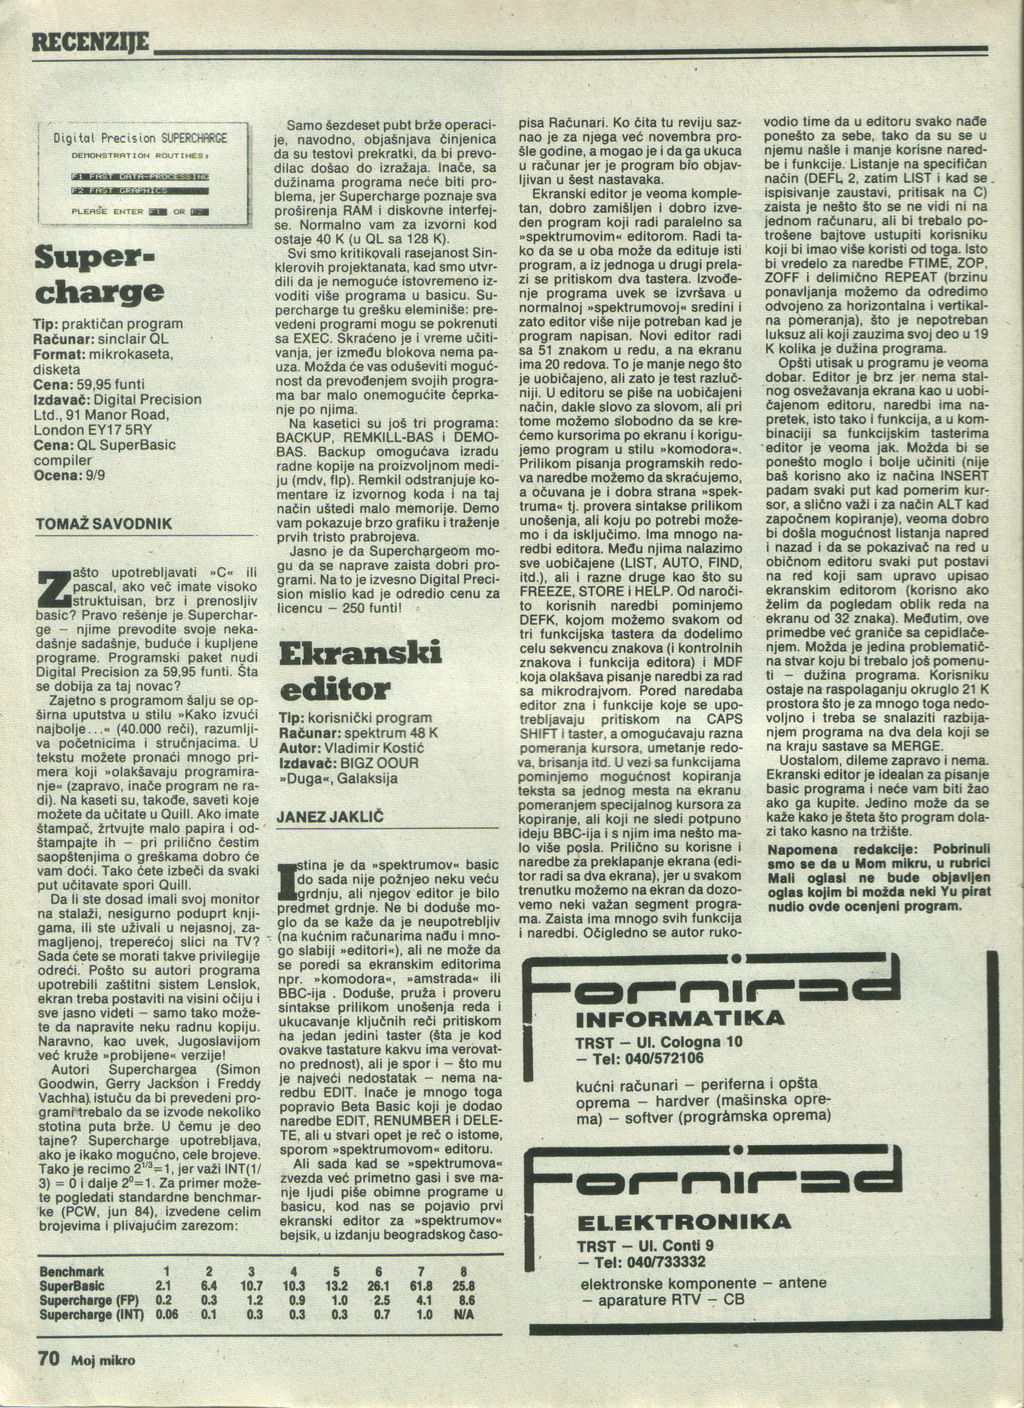 RECENZIJE
Digital Precision SUPERCHARGE
DEMONSTRATION ROUTINES:
F1 FAST DATA-PROCESSING
F2 FAST GRAPHICS
PLEASE ENTER F1 OR F2
Super-
charge
Tip: praktičan program
Računar: sinclair QL
Format: mikrokaseta,
disketa
Cena: 59,95 funti
Izdavač: Digital Precision
Ltd., 91 Manor Road,
London EY17 5RY
Cena: QL SuperBasic
compiler
Ocena: 9/9
TOMAŽ SAVODNIK
Zašto upotrebljavati »C« ili
pascal, ako već imate visoko
struktuisan, brz i prenosljiv
basic? Pravo rešenje je Superchar-
ge – njime prevodite svoje neka-
dašnje sadašnje, buduće i kupljene
programe. Programski paket nudi
Digital Precision za 59,95 funti. Šta
se dobija za taj novac?
Zajetno s programom šalju se op-
širna uputstva u stilu »Kako izvući
najbolje...« (40.000 reči), razumlji-
va početnicima i stručnjacima. U
tekstu možete pronaći mnogo pri-
mera koji »olakšavaju programira-
nje« (zapravo, inače program ne ra-
di). Na kaseti su, takođe, saveti koje
možete da učitate u Quill. Ako imate
štampač, žrtvujte malo papira i od-
štampajte ih – pri prilično čestim
saopštenjima o greškama dobro će
vam doći. Tako ćete izbeći da svaki
put učitavate spori Quill.
Da li ste dosad imali svoj monitor
na stalaži, nesigurno poduprt knji-
gama, ili ste uživali u nejasnoj, za-
magljenoj, treperećoj slici na TV?
Sada ćete se morati takve privilegije
odreći. Pošto su autori programa
upotrebili zaštitni sistem Lenslok,
ekran treba postaviti na visini očiju i
sve jasno videti – samo tako može-
te da napravite neku radnu kopiju.
Naravno, kao uvek, Jugoslavijom
već kruže »probijene« verzije!
Autori Superchargea (Simon
Goodwin, Gerry Jackson i Freddy
Vachha) istuču da bi prevedeni pro-
grami trebalo da se izvode nekoliko
stotina puta brže. U čemu je deo
tajne? Supercharge upotrebljava,
ako je ikako mogućno, cele brojeve.
Tako je recimo 2^1/3=1, jer važi INT(1/
3) = 0 i dalje 2^0=1. Za primer može-
te pogledati standardne benchmar-
ke (PCW, jun 84), izvedene celim
brojevima i plivajućim zarezom:
Samo šezdeset pubt brže operaci-
je, navodno, objašnjava činjenica
da su testovi prekratki, da bi prevo-
dilac došao do izražaja. Inače, sa
dužinama programa neće biti pro-
blema, jer Supercharge poznaje sva
proširenja RAM i diskovne interfej-
se. Normalno vam za izvorni kod
ostaje 40 K (u QL sa 128 K).
Svi smo kritikovali rasejanost Sin-
klerovih projektanata, kad smo utvr-
dili da je nemoguće istovremeno iz-
voditi više programa u basicu. Su-
percharge tu grešku eleminiše: pre-
vedeni programi mogu se pokrenuti
sa EXEC. Skraćeno je i vreme učiti-
vanja, jer između blokova nema pa-
uza. Možda će vas oduševiti moguć-
nost da prevođenjem svojih progra-
ma bar malo onemogućite čeprka-
nje po njima.
Na kasetici su još tri programa:
BACKUP, REMKILL-BAS i DEMO-
BAS. Backup omogućava izradu
radne kopije na proizvoljnom medi-
ju (mdv, flp). Remkil odstranjuje ko-
mentare iz izvornog koda i na taj
način uštedi malo memorije. Demo
vam pokazuje brzo grafiku i traženje
prvih tristo prabrojeva.
Jasno je da Superchargeom mo-
gu da se naprave zaista dobri pro-
grami. Na to je izvesno Digital Preci-
sion mislio kad je odredio cenu za
licencu – 250 funti!
Ekranski
editor
Tip: korisnički program
Računar: spektrum 48 K
Autor: Vladimir Kostić
Izdavač: BIGZ OOUR
»Duga«, Galaksija
JANEZ JAKLIČ
Istina je da »spektrumov« basic
do sada nije požnjeo neku veću
grdnju, ali njegov editor je bilo
predmet grdnje. Ne bi doduše mo-
glo da se kaže da je neupotrebljiv
(na kućnim računarima nađu i mno-
go slabiji »editori«), ali ne može da
se poredi sa ekranskim editorima
npr. »komodora«, »amstrada« ili
BBC-ija . Doduše, pruža i proveru
sintakse prilikom unošenja reda i
ukucavanje ključnih reči pritiskom
na jedan jedini taster (šta je kod
ovakve tastature kakvu ima verovat-
no prednost), ali je spor i – što mu
je najveći nedostatak – nema na-
redbu EDIT. Inače je mnogo toga
popravio Beta Basic koji je dodao
naredbe EDIT, RENUMBER i DELE-
TE, ali u stvari opet je reč o istome,
sporom »spektrumovom« editoru.
Ali sada kad se »spektrumova«
zvezda već primetno gasi i sve ma-
nje ljudi piše obimne programe u
basicu, kod nas se pojavio prvi
ekranski editor za »spektrumov«
bejsik, u izdanju beogradskog časo-
pisa Računari. Ko čita tu reviju saz-
nao je za njega već novembra pro-
šle godine, a mogao je i da ga ukuca
u računar jer je program bio objav-
ljivan u šest nastavaka.
Ekranski editor je veoma komple-
tan, dobro zamišljen i dobro izve-
den program koji radi paralelno sa
»spektrumovim« editorom. Radi ta-
ko da se u oba može da edituje isti
program, a iz jednoga u drugi prela-
zi se pritiskom dva tastera. Izvođe-
nje programa uvek se izvršava u
normalnoj »spektrumovoj« sredini i
zato editor više nije potreban kad je
program napisan. Novi editor radi
sa 51 znakom u redu, a na ekranu
ima 20 redova. To je manje nego što
je uobičajeno, ali zato je test razluč-
niji. U editoru se piše na uobičajeni
način, dakle slovo za slovom, ali pri
tome možemo slobodno da se kre-
ćemo kursorima po ekranu i korigu-
jemo program u stilu »komodora«.
Prilikom pisanja programskih redo-
va naredbe možemo da skraćujemo,
a očuvana je i dobra strana »spek-
truma« tj. provera sintakse prilikom
unošenja, ali koju po potrebi može-
mo i da isključimo. Ima mnogo na-
redbi editora. Među njima nalazimo
sve uobičajene (LIST, AUTO, FIND,
itd.), ali i razne druge kao što su
FREEZE, STORE i HELP. Od naroči-
to korisnih naredbi pominjemo
DEFK, kojom možemo svakom od
tri funkcijska tastera da dodelimo
celu sekvencu znakova (i kontrolnih
znakova i funkcija editora) i MDF
koja olakšava pisanje naredbi za rad
sa mikrodrajvom. Pored naredaba
editor zna i funkcije koje se upo-
trebljavaju pritiskom na CAPS
SHIFT i taster, a omogućavaju razna
pomeranja kursora, umetanje redo-
va, brisanja itd. U vezi sa funkcijama
pominjemo mogućnost kopiranja
teksta sa jednog mesta na ekranu
pomeranjem specijalnog kursora za
kopiranje, ali koji ne sledi potpuno
ideju BBC-ija i s njim ima nešto ma-
lo više posla. Prilično su korisne i
naredbe za preklapanje ekrana (edi-
tor radi sa dva ekrana), jer u svakom
trenutku možemo na ekran da dozo-
vemo neki važan segment progra-
ma. Zaista ima mnogo svih funkcija
i naredbi. Očigledno se autor ruko-
vodio time da u editoru svako nađe
ponešto za sebe, tako da su se u
njemu našle i manje korisne nared-
be i funkcije. Listanje na specifičan
način (DEFL 2, zatim LIST i kad se
ispisivanje zaustavi, pritisak na C)
zaista je nešto što se ne vidi ni na
jednom računaru, ali bi trebalo po-
trošene bajtove ustupiti korisniku
koji bi imao više koristi od toga. Isto
bi vredelo za naredbe FTIME, ZOP,
ZOFF i delimično REPEAT (brzinu
ponavljanja možemo da odredimo
odvojeno za horizontalna i vertikal-
na pomeranja), što je nepotreban
luksuz ali koji zauzima svoj deo u 19
K kolika je dužina programa.
Opšti utisak u programu je veoma
dobar. Editor je brz jer nema stal-
nog osvežavanja ekrana kao u uobi-
čajenom editoru, naredbi ima na-
pretek, isto tako i funkcija, a u kom-
binaciji sa funkcijskim tasterima
editor je veoma jak. Možda bi se
ponešto moglo i bolje učiniti (nije
baš korisno ako iz načina INSERT
padam svaki put kad pomerim kur-
sor, a slično važi i za način ALT kad
započnem kopiranje), veoma dobro
bi došla mogućnost listanja napred
i nazad i da se pokazivač na red u
običnom editoru svaki put postavi
na red koji sam upravo upisao
ekranskim editorom (korisno ako
želim da pogledam oblik reda na
ekranu od 32 znaka). Međutim, ove
primedbe već graniče sa cepidlače-
njem. Možda je jedina problematič-
na stvar koju bi trebalo još pomenu-
ti – dužina programa. Korisniku
ostaje na raspolaganju okruglo 21 K
prostora što je za mnogo toga nedo-
voljno i treba se snalaziti razbija-
njem programa na dva dela koji se
na kraju sastave sa MERGE.
Uostalom, dileme zapravo i nema.
Ekranski editor je idealan za pisanje
basic programa i neće vam biti žao
ako ga kupite. Jedino može da se
kaže kako je šteta što program dola-
zi tako kasno na tržište.
Napomena redakcije: Pobrinuli
smo se da u Mom mikru, u rubrici
Mali oglasi ne bude objavljen
oglas kojim bi možda neki Yu pirat
nudio ovde ocenjeni program.
Benchmark 1 2 3 4 5 6 7 8
SuperBasic 2.1 6.4 10.7 10.3 13.2 26.1 61.8 25.8
Supercharge (FP) 0.2 0.3 1.2 0.9 1.0 2.5 4.1 8.6
Supercharge (INT) 0.06 0.1 0.3 0.3 0.3 0.7 1.0 N/A
Fornirad
INFORMATIKA
TRST – Ul. Cologna 10
– Tel: 040/572106
kućni računari – periferna i opšta
oprema – hardver (mašinska opre-
ma) – softver (programska oprema)
Fornirad
ELEKTRONIKA
TRST – Ul. Conti 9
– Tel: 040/733332
elektronske komponente – antene
– aparature RTV – CB
70 Moj mikro